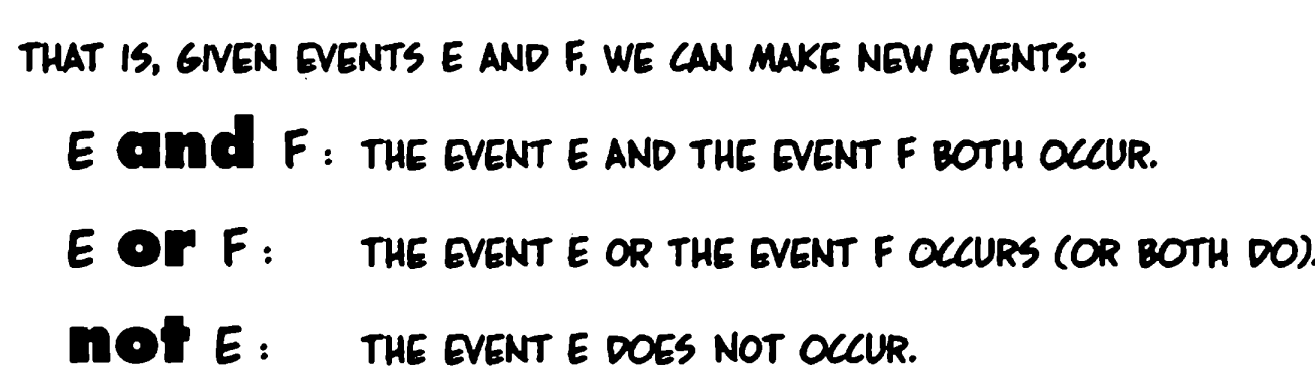 THAT IS, GIVEN EVENTS E AND F, WE CAN MAKE NEW EVENTS:
E and F: THE EVENT E AND THE EVENT F BOTH OCCUR.
E or F: THE EVENT E OR THE EVENT F OCCURS (OR BOTH DO).
not E: THE EVENT E DOES NOT OCCUR.